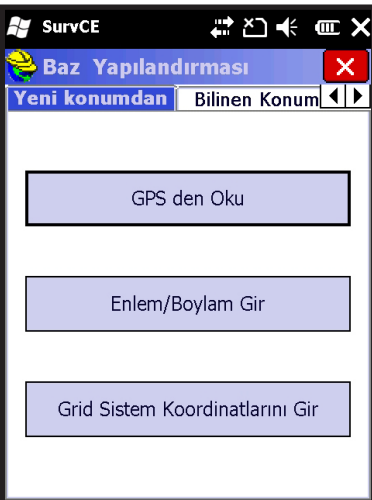 SurvCE
Baz Yapılandırması
Yeni konumdan Bilinen Konum
GPS den Oku
Enlem/Boylam Gir
Grid Sistem Koordinatlarını Gir